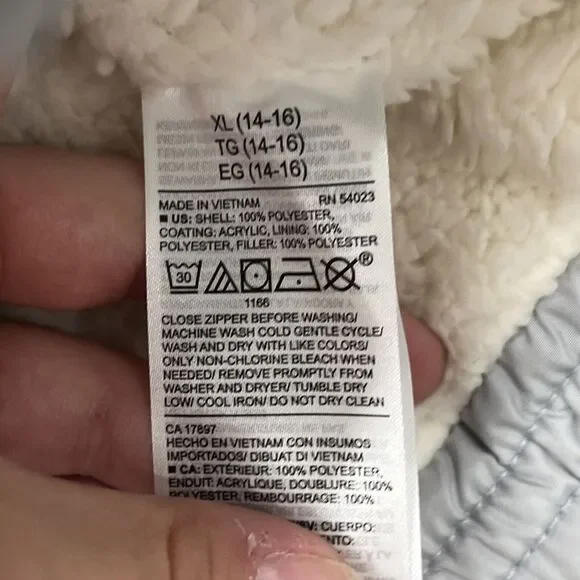 XL (14-16)
TG (14-16)
EG (14-16)
MADE IN VIETNAM RN 54023
■ US: SHELL: 100% POLYESTER,
COATING: ACRYLIC, LINING: 100%
POLYESTER, FILLER: 100% POLYESTER
30 ®
1166
CLOSE ZIPPER BEFORE WASHING/
MACHINE WASH COLD GENTLE CYCLE/
WASH AND DRY WITH LIKE COLORS/
ONLY NON-CHLORINE BLEACH WHEN
NEEDED/ REMOVE PROMPTLY FROM
WASHER AND DRYER/ TUMBLE DRY
LOW/ COOL IRON/ DO NOT DRY CLEAN
CA 17897
HECHO EN VIETNAM CON INSUMOS
IMPORTADOS/ DIBUAT DI VIETNAM
■ CA: EXTÉRIEUR: 100% POLYESTER,
ENDUIT: ACRYLIQUE, DOUBLURE: 100%
POLYESTER, REMBOURRAGE: 100%
CUERPO: